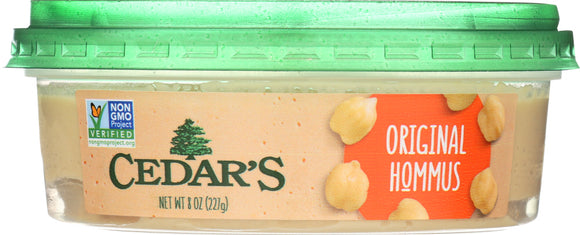 NON
GMO
Project
VERIFIED
nongmoproject.org
CEDAR'S
NET WT 8 OZ (227g)
ORIGINAL
HOMMUS